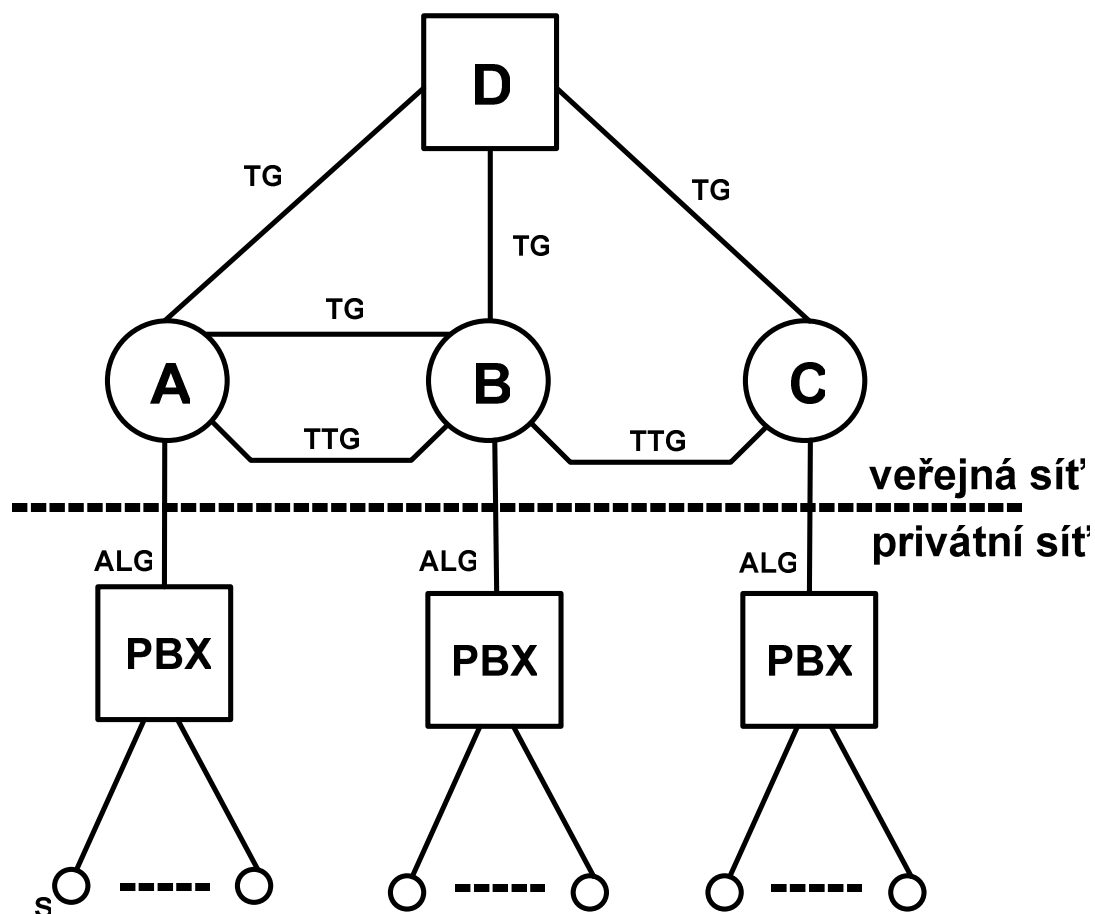 D
TG
TG
TG
TG
A
B
C
TTG
TTG
veřejná síť
privátní síť
ALG
ALG
ALG
PBX
PBX
PBX
S